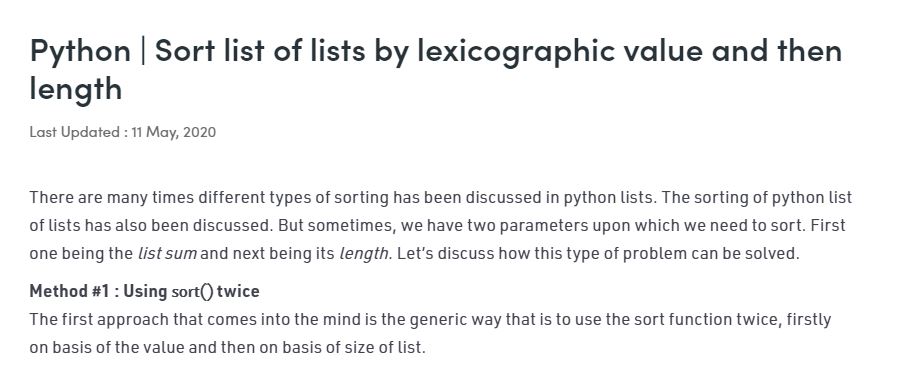 Python | Sort list of lists by lexicographic value and then
length
Last Updated : 11 May, 2020
There are many times different types of sorting has been discussed in python lists. The sorting of python list
of lists has also been discussed. But sometimes, we have two parameters upon which we need to sort. First
one being the list sum and next being its length. Let’s discuss how this type of problem can be solved.
Method #1 : Using sort() twice
The first approach that comes into the mind is the generic way that is to use the sort function twice, firstly
on basis of the value and then on basis of size of list.